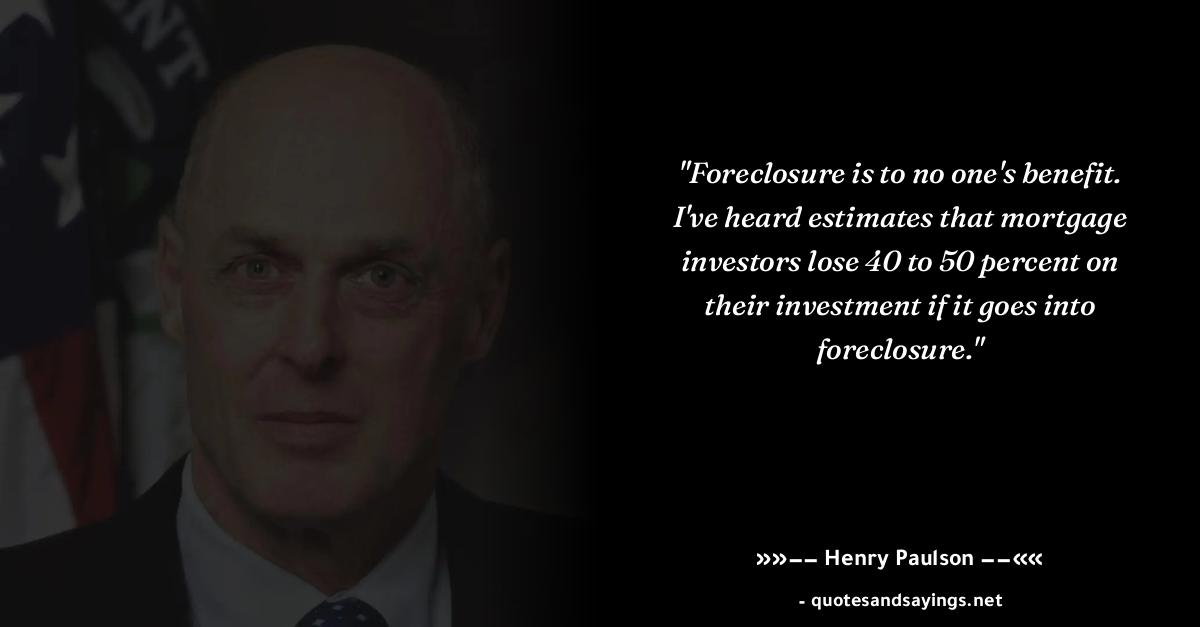 ENT
"Foreclosure is to no one's benefit.
I've heard estimates that mortgage
investors lose 40 to 50 percent on
their investment if it goes into
foreclosure."
»»−− Henry Paulson −−««
- quotesandsayings.net